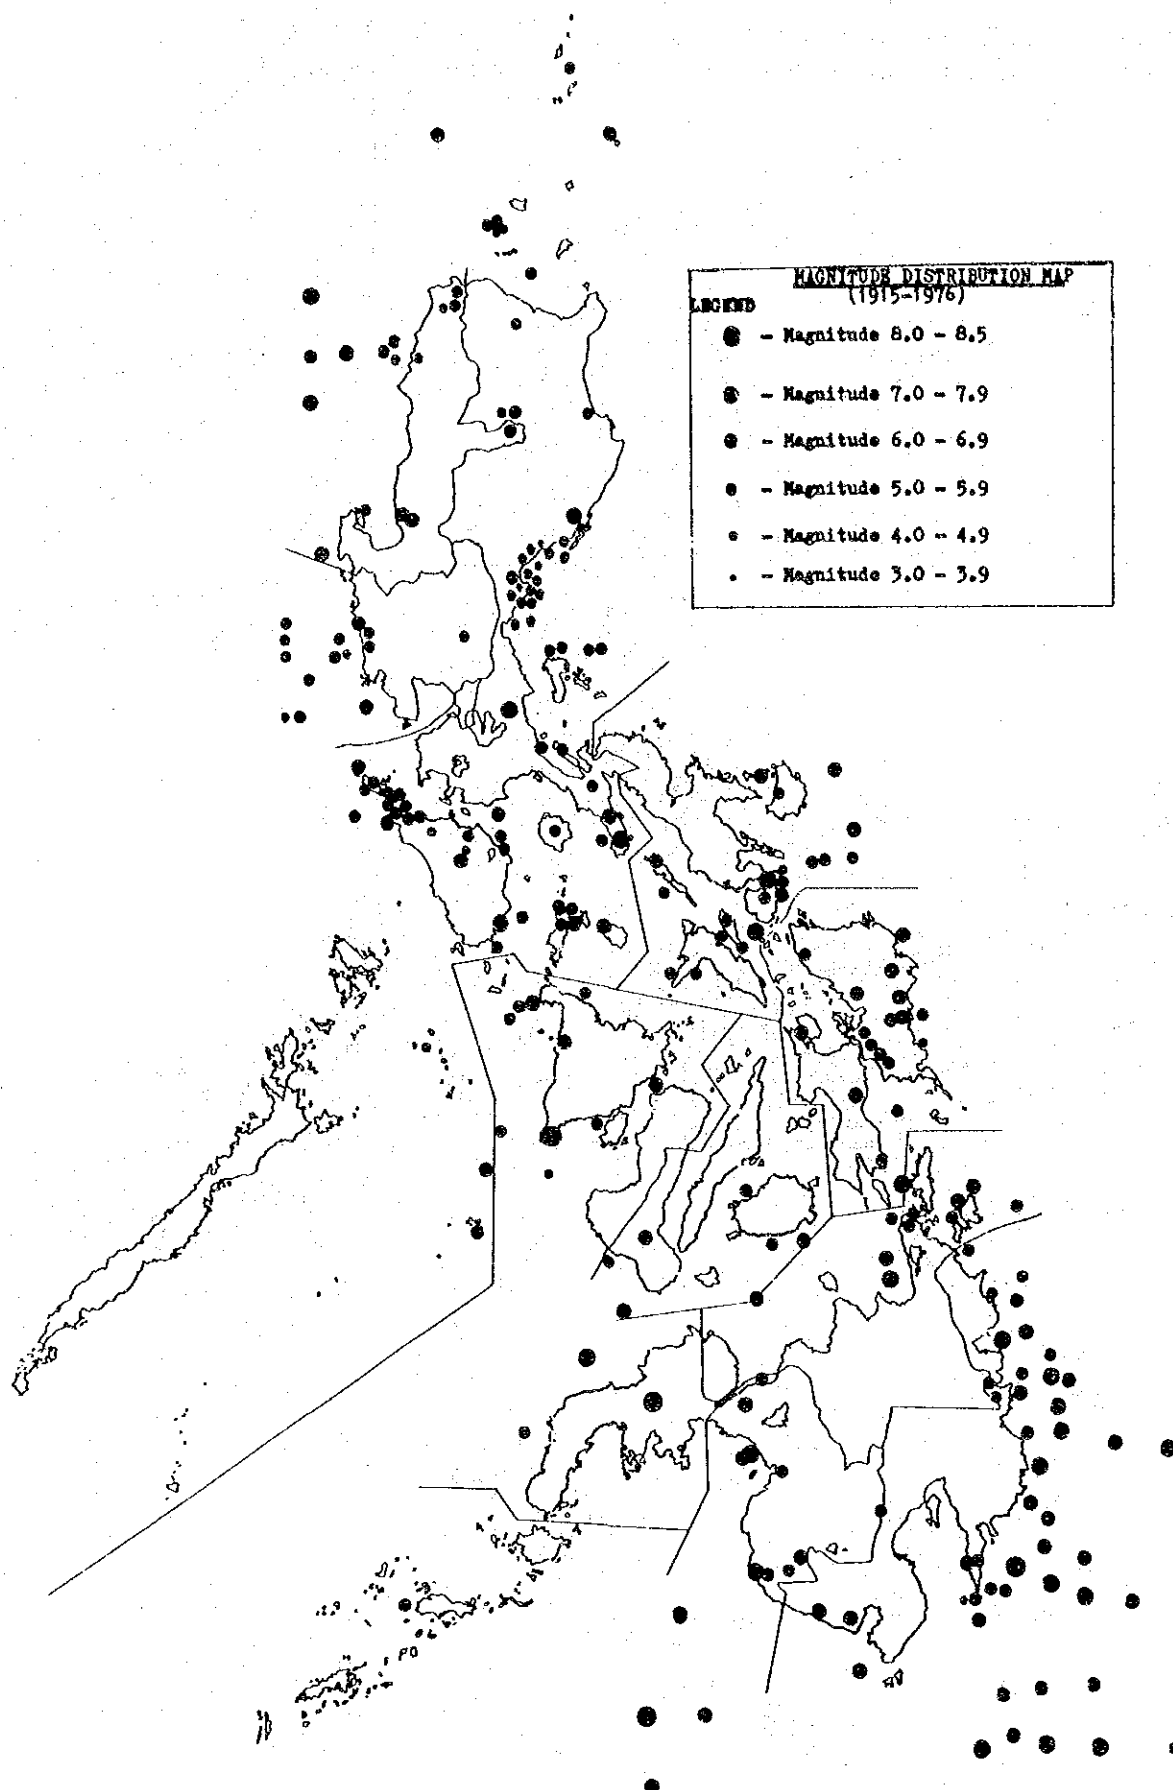 MAGNITUDE DISTRIBUTION MAP
(1915-1976)
LEGEND
- Magnitude 8.0 - 8.5
- Magnitude 7.0 - 7.9
- Magnitude 6.0 - 6.9
- Magnitude 5.0 - 5.9
- Magnitude 4.0 - 4.9
- Magnitude 3.0 - 3.9